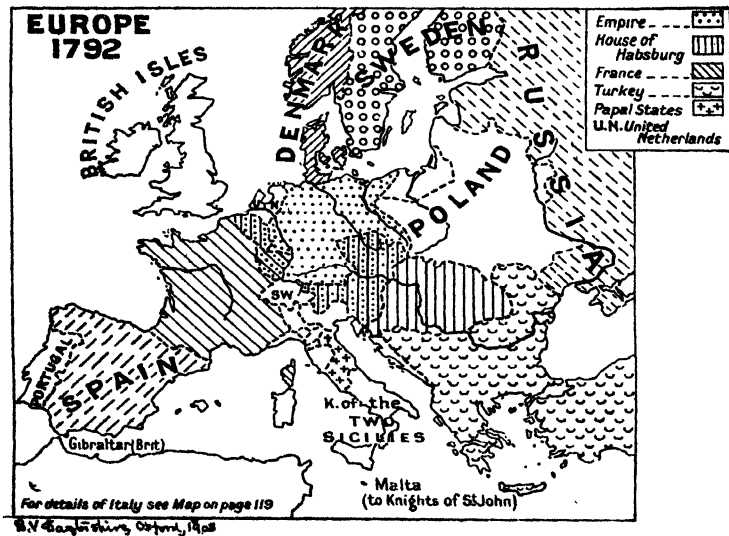 EUROPE
1792
Empire
House of
Habsburg
France
Turkey
Papal States
U.N. United
Netherlands
BRITISH ISLES
DENMARK
SWEDEN
RUSSIA
POLAND
SW.
PORTUGAL
SPAIN
K. of the
TWO
SICILIES
Gibraltar (Brit)
Malta
(to Knights of St John)
For details of Italy see Map on page 119
Oxford,